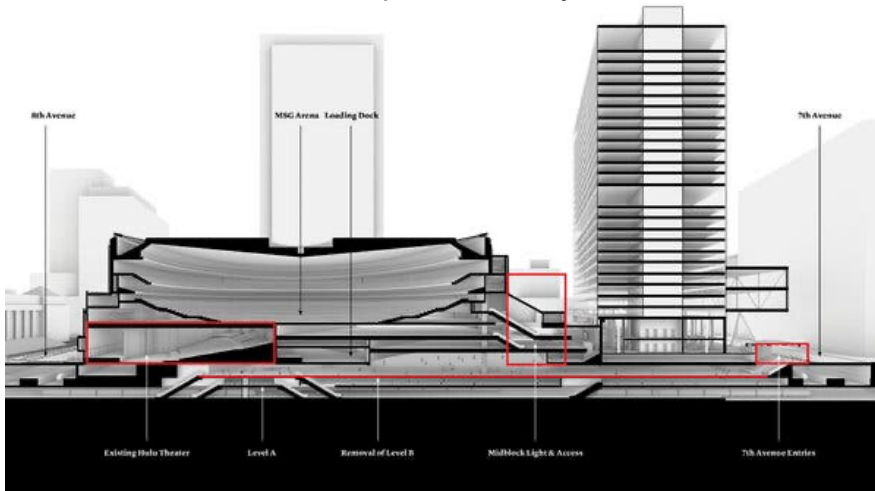 8th Avenue
MSG Arena
Loading Dock
7th Avenue
Existing Hulu Theater
Level A
Removal of Level B
Midblock Light & Access
7th Avenue Entries